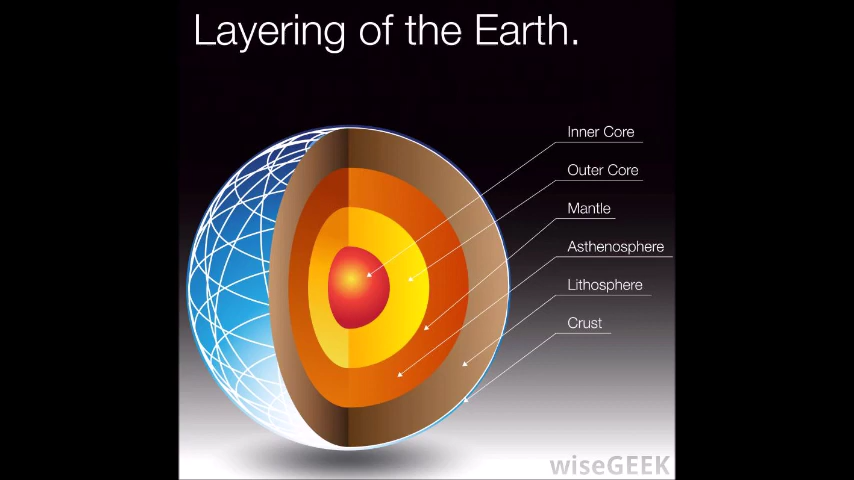 Layering of the Earth.
Inner Core
Outer Core
Mantle
Asthenosphere
Lithosphere
Crust
wiseGEEK